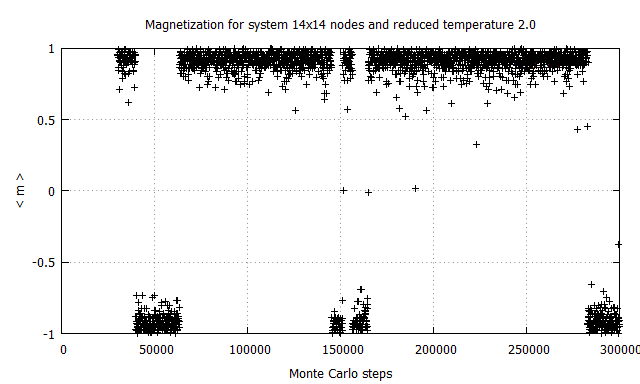 Magnetization for system 14x14 nodes and reduced temperature 2.0
1
0.5
0
-0.5
-1
< m >
0 50000 100000 150000 200000 250000 300000
Monte Carlo steps